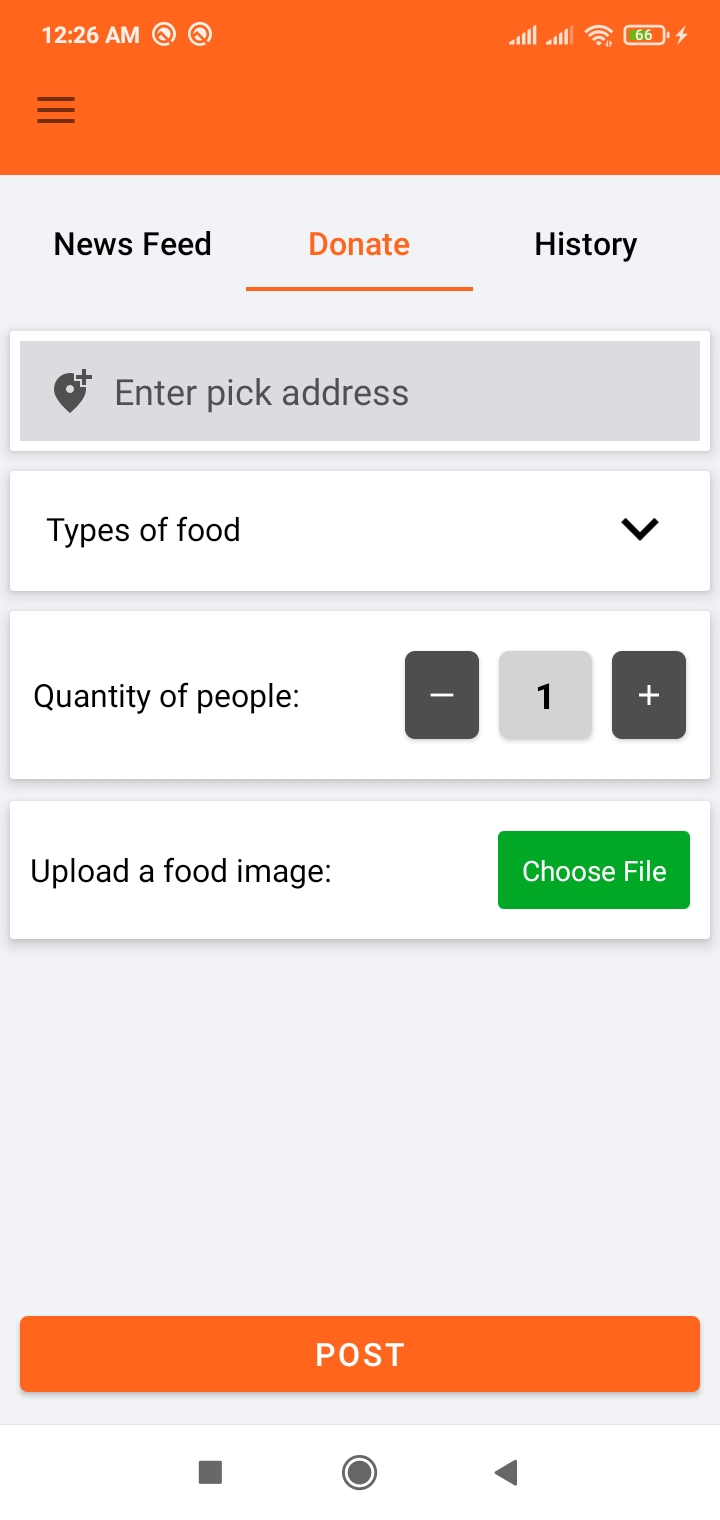 12:26 AM 66
News Feed Donate History
Enter pick address
Types of food
Quantity of people: − 1 +
Upload a food image: Choose File
POST